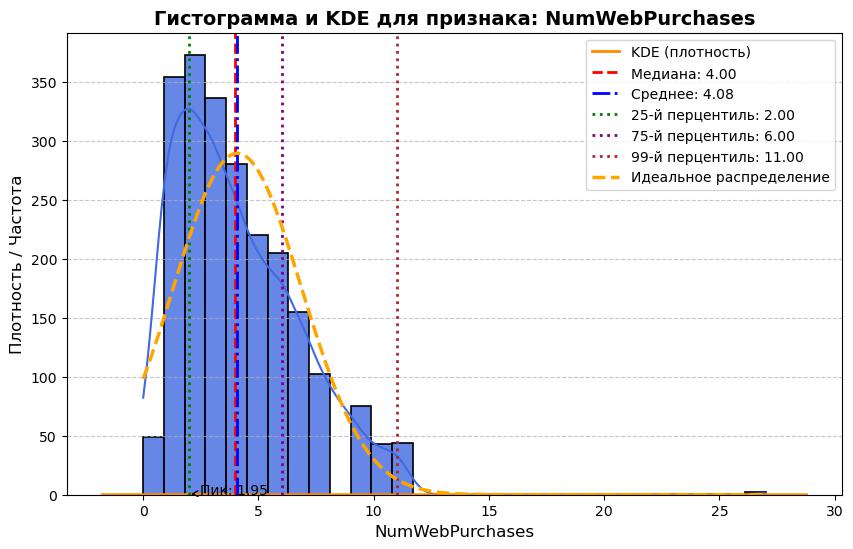 Гистограмма и KDE для признака: NumWebPurchases
KDE (плотность)
Медиана: 4.00
Среднее: 4.08
25-й перцентиль: 2.00
75-й перцентиль: 6.00
99-й перцентиль: 11.00
Идеальное распределение
Плотность / Частота
350
300
250
200
150
100
50
0
Пик: 1.95
0 5 10 15 20 25 30
NumWebPurchases